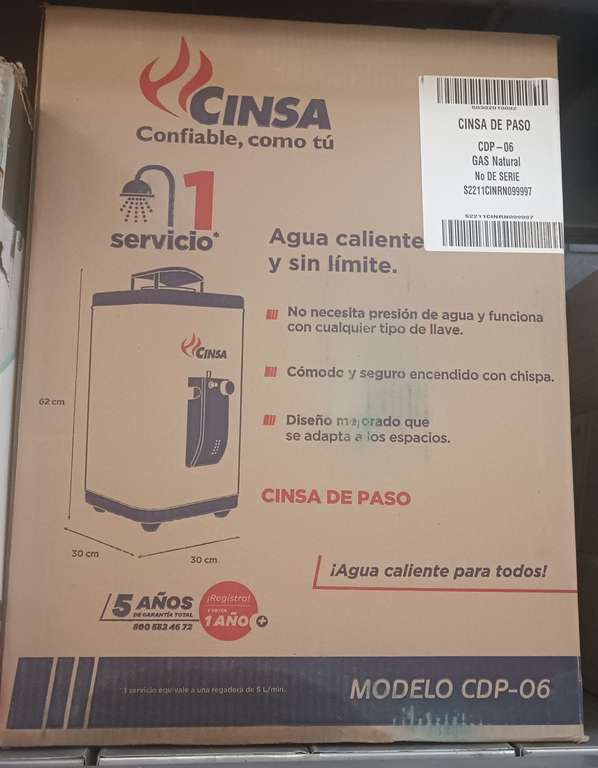 CINSA
Confiable, como tú
S0302010002
CINSA DE PASO
CDP-06
GAS Natural
No DE SERIE
S2211CINRN099997
S2211CINRN099997
1
servicio*
Agua caliente
y sin límite.
No necesita presión de agua y funciona
con cualquier tipo de llave.
Cómodo y seguro encendido con chispa.
Diseño mejorado que
se adapta a los espacios.
CINSA
62 cm
30 cm
30 cm
CINSA DE PASO
¡Agua caliente para todos!
5 AÑOS
DE GARANTÍA TOTAL
800 552 46 72
¡Registra!
Y OBTÉN
1 AÑO +
*1 servicio equivale a una regadera de 5 L/min.
MODELO CDP-06